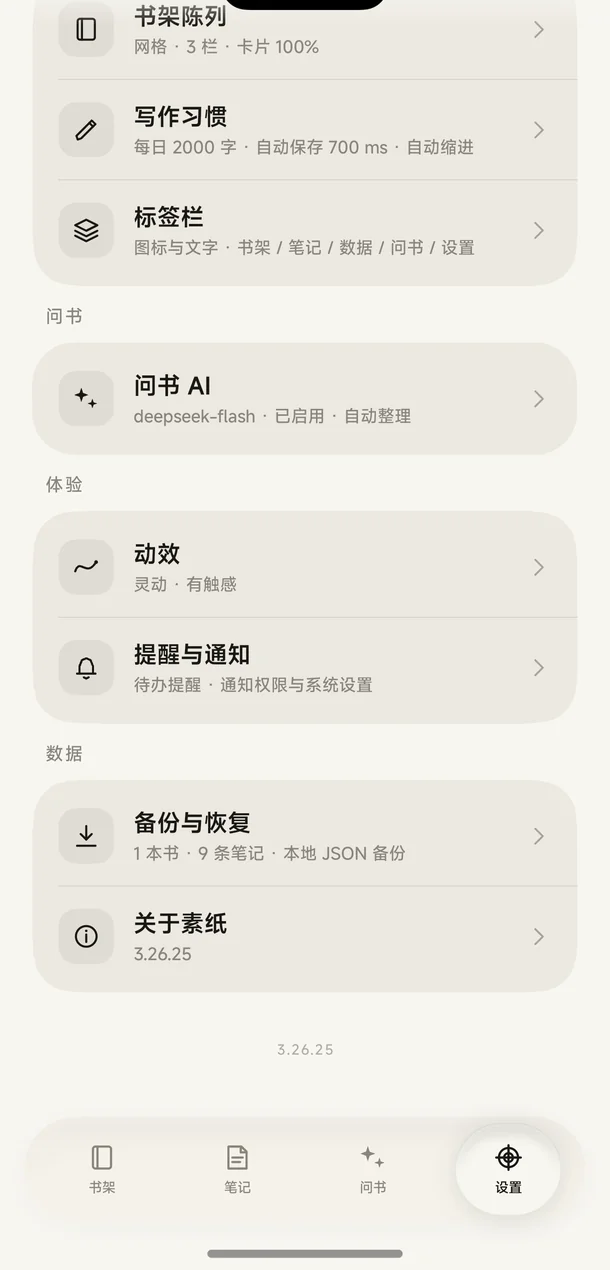 书架陈列
网格 · 3 栏 · 卡片 100%
写作习惯
每日 2000 字 · 自动保存 700 ms · 自动缩进
标签栏
图标与文字 · 书架 / 笔记 / 数据 / 问书 / 设置
问书
问书 AI
deepseek-flash · 已启用 · 自动整理
体验
动效
灵动 · 有触感
提醒与通知
待办提醒 · 通知权限与系统设置
数据
备份与恢复
1 本书 · 9 条笔记 · 本地 JSON 备份
关于素纸
3.26.25
3.26.25
书架
笔记
问书
设置